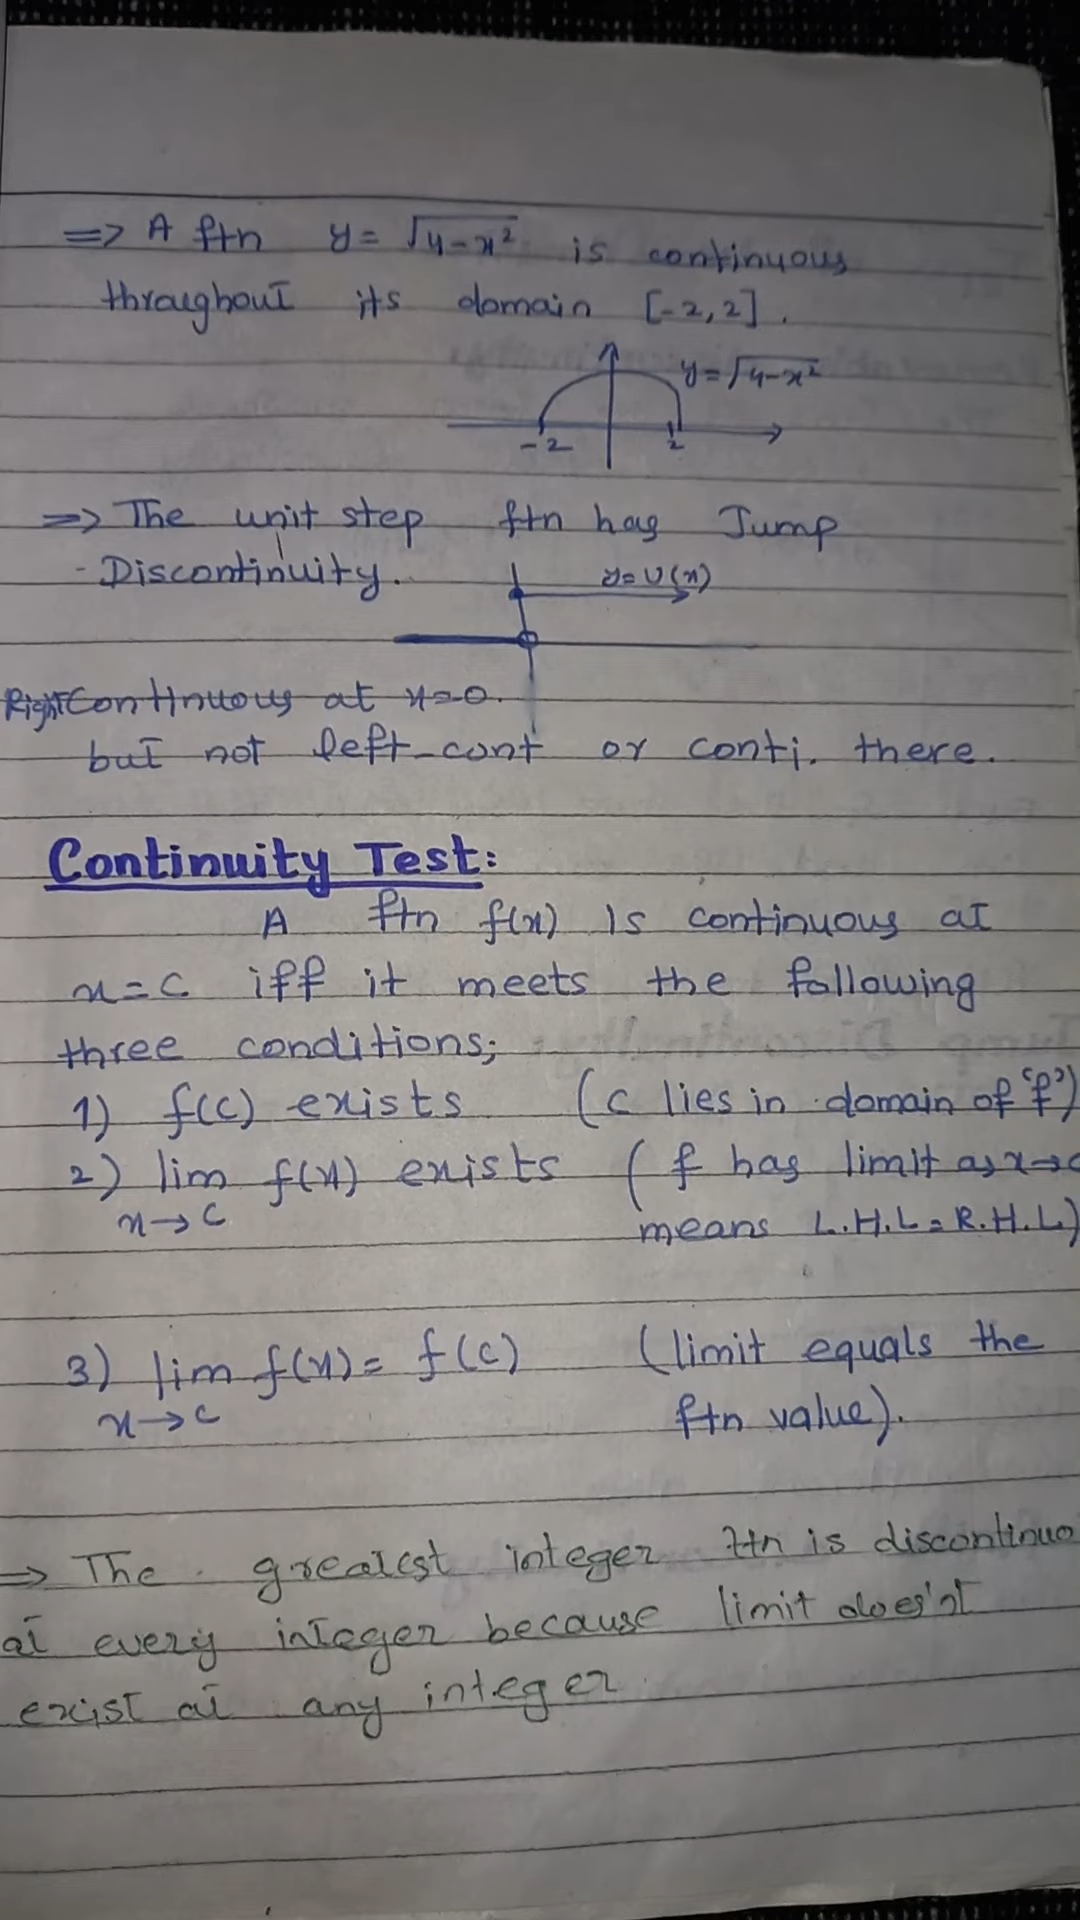 => A ftn y = √4-x² is continuous
throughout its domain [-2, 2].
y = √4-x²
-2 2
=> The unit step ftn has Jump
Discontinuity.
y = U(x)
Right Continuous at x=0.
but not left-cont or conti. there.
Continuity Test:
A ftn f(x) is continuous at
x = c iff it meets the following
three conditions;
1) f(c) exists (c lies in domain of 'f')
2) lim f(x) exists (f has limit as x→c
x→c means L.H.L = R.H.L)
3) lim f(x) = f(c) (limit equals the
x→c ftn value).
=> The greatest integer ftn is discontinuo
at every integer because limit does'nt
exist at any integer